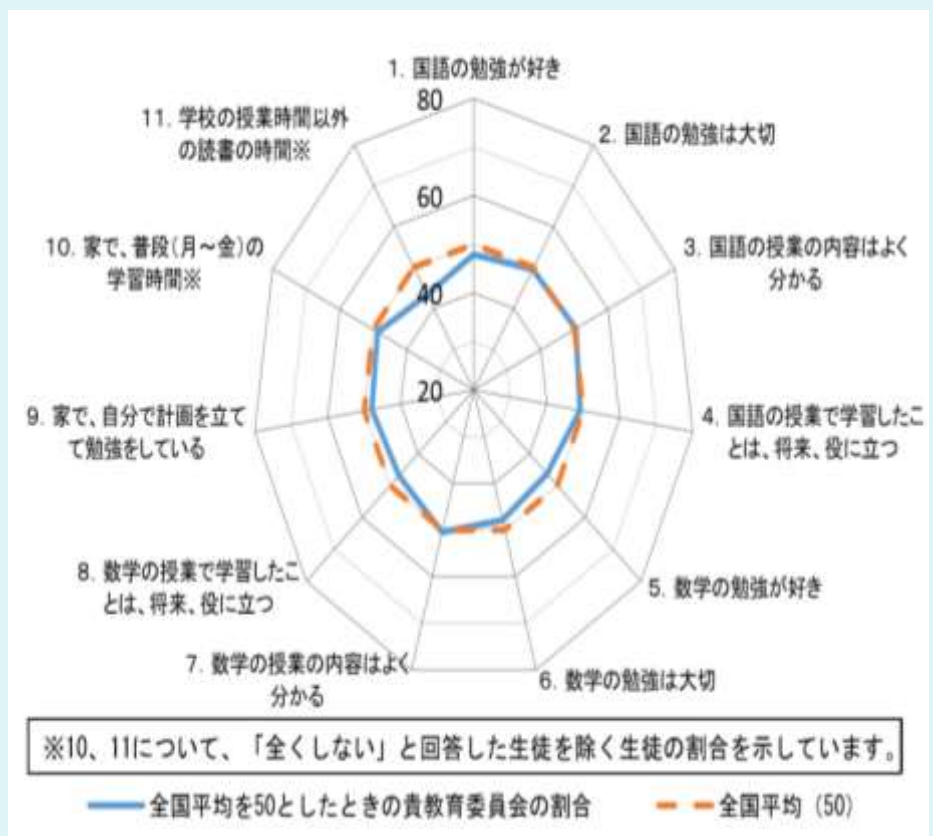 1. 国語の勉強が好き
80
11. 学校の授業時間以外
の読書の時間※
2. 国語の勉強は大切
60
10. 家で、普段(月～金)の
学習時間※
3. 国語の授業の内容はよく
分かる
40
20
9. 家で、自分で計画を立て
て勉強をしている
4. 国語の授業で学習したこ
とは、将来、役に立つ
8. 数学の授業で学習したこ
とは、将来、役に立つ
5. 数学の勉強が好き
7. 数学の授業の内容はよく
分かる
6. 数学の勉強は大切
※10、11について、「全くしない」と回答した生徒を除く生徒の割合を示しています。
全国平均を50としたときの貴教育委員会の割合
全国平均（50）